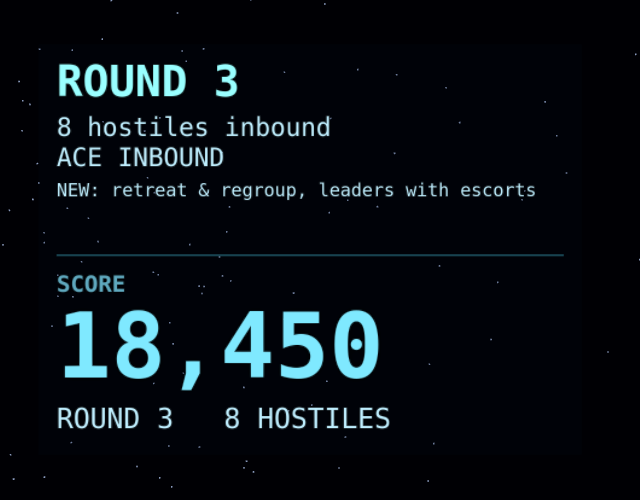 ROUND 3
8 hostiles inbound
ACE INBOUND
NEW: retreat & regroup, leaders with escorts
SCORE
18,450
ROUND 3 8 HOSTILES